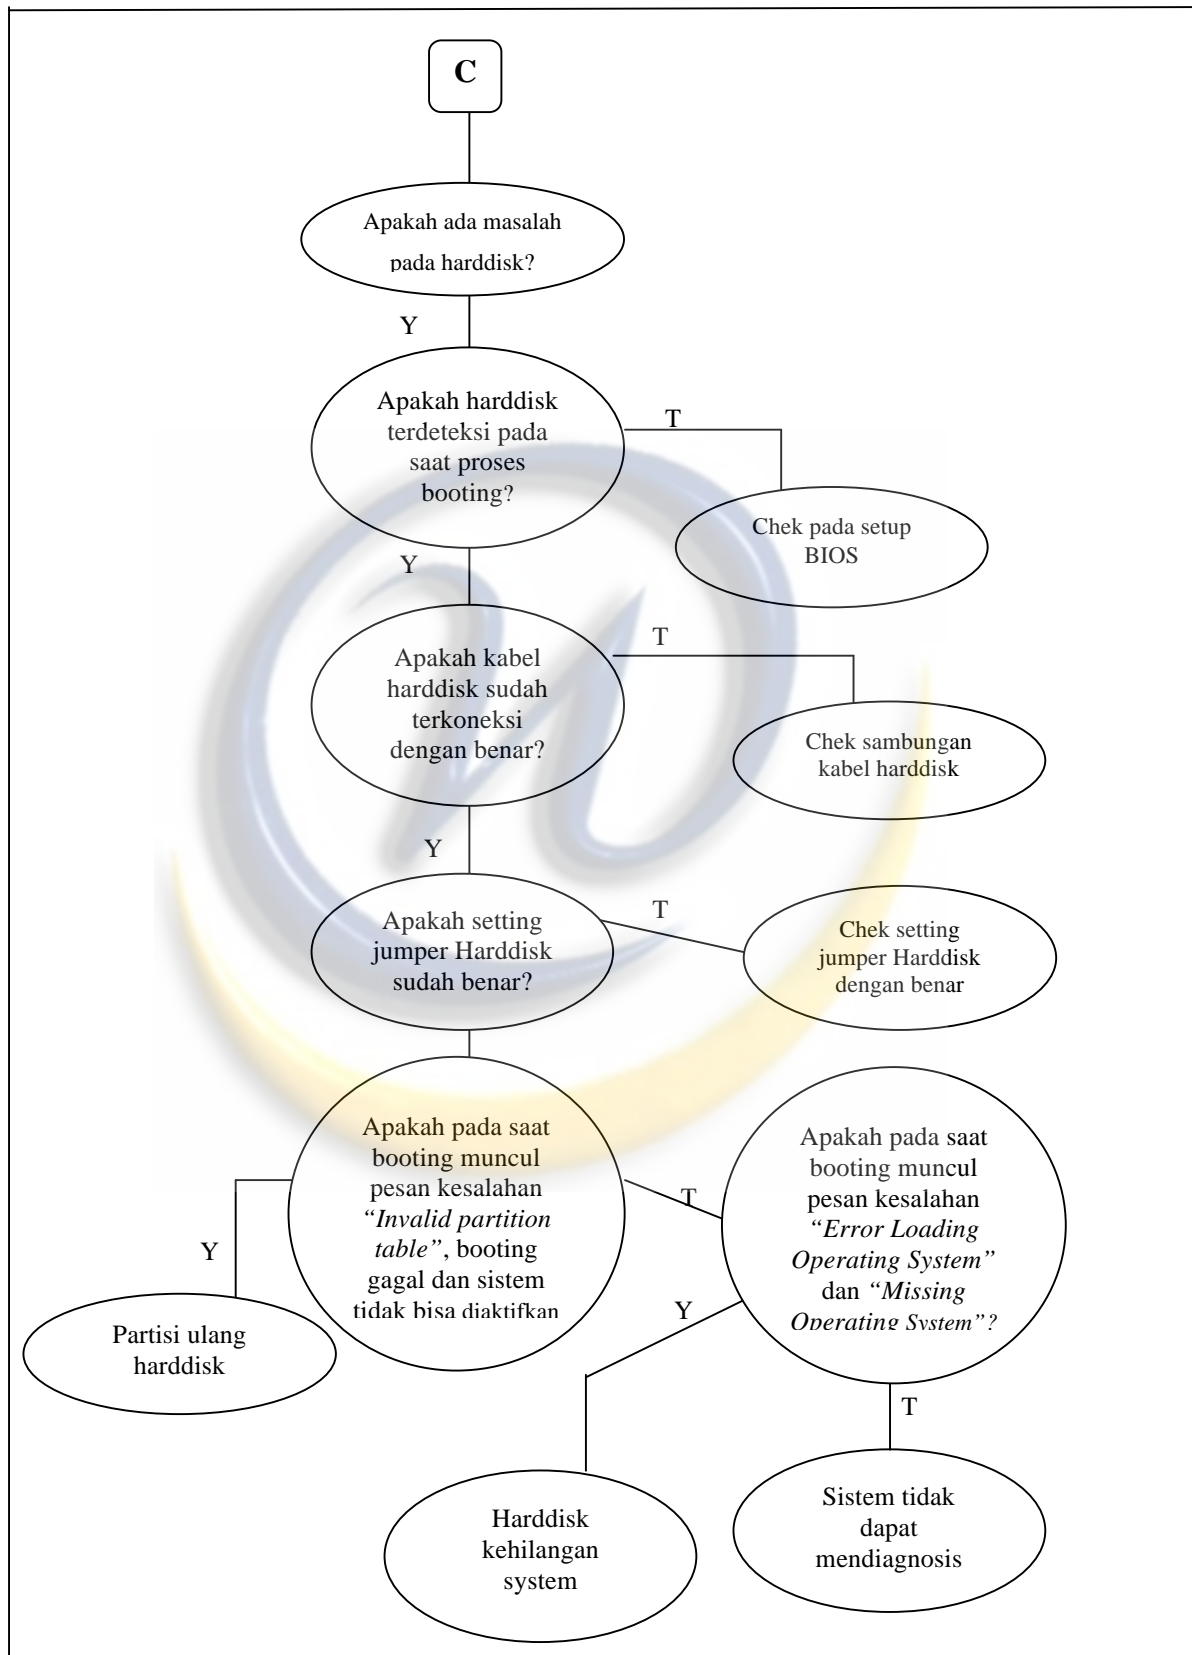 C
Apakah ada masalah
pada harddisk?
Y
Apakah harddisk
terdeteksi pada
saat proses
booting?
T
Chek pada setup
BIOS
Y
Apakah kabel
harddisk sudah
terkoneksi
dengan benar?
T
Chek sambungan
kabel harddisk
Y
Apakah setting
jumper Harddisk
sudah benar?
T
Chek setting
jumper Harddisk
dengan benar
Apakah pada saat
booting muncul
pesan kesalahan
“Invalid partition
table”, booting
gagal dan sistem
tidak bisa diaktifkan
Y
Partisi ulang
harddisk
T
Apakah pada saat
booting muncul
pesan kesalahan
“Error Loading
Operating System”
dan “Missing
Operating System”?
Y
Harddisk
kehilangan
system
T
Sistem tidak
dapat
mendiagnosis